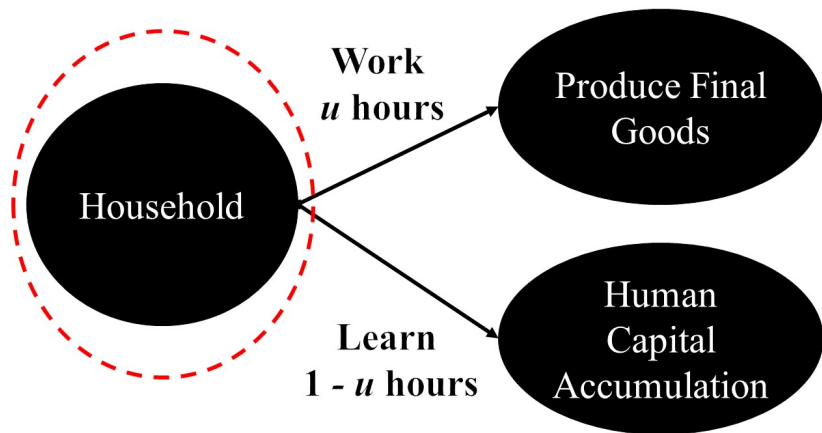 Household
Work
u hours
Produce Final
Goods
Learn
1 - u hours
Human
Capital
Accumulation